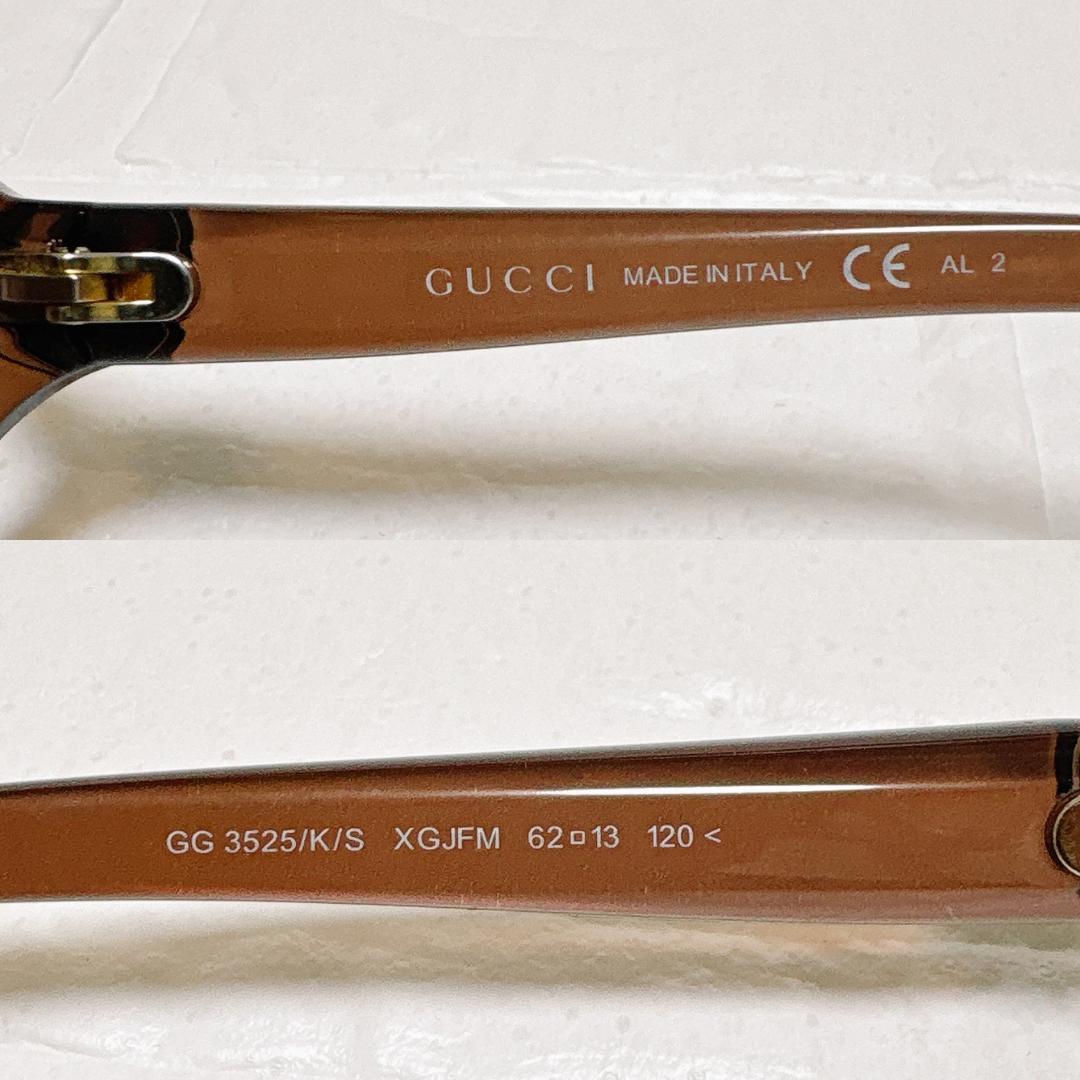 GUCCI MADE IN ITALY CE AL 2
GG 3525/K/S XGJFM 62□13 120 <